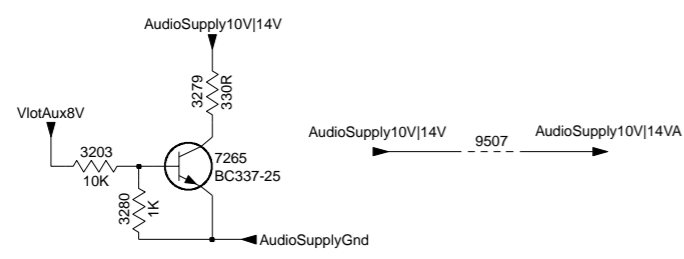 AudioSupply10V|14V
3279
330R
VlotAux8V
3203
10K
7265
BC337-25
3280
1K
AudioSupplyGnd
AudioSupply10V|14V
9507
AudioSupply10V|14VA